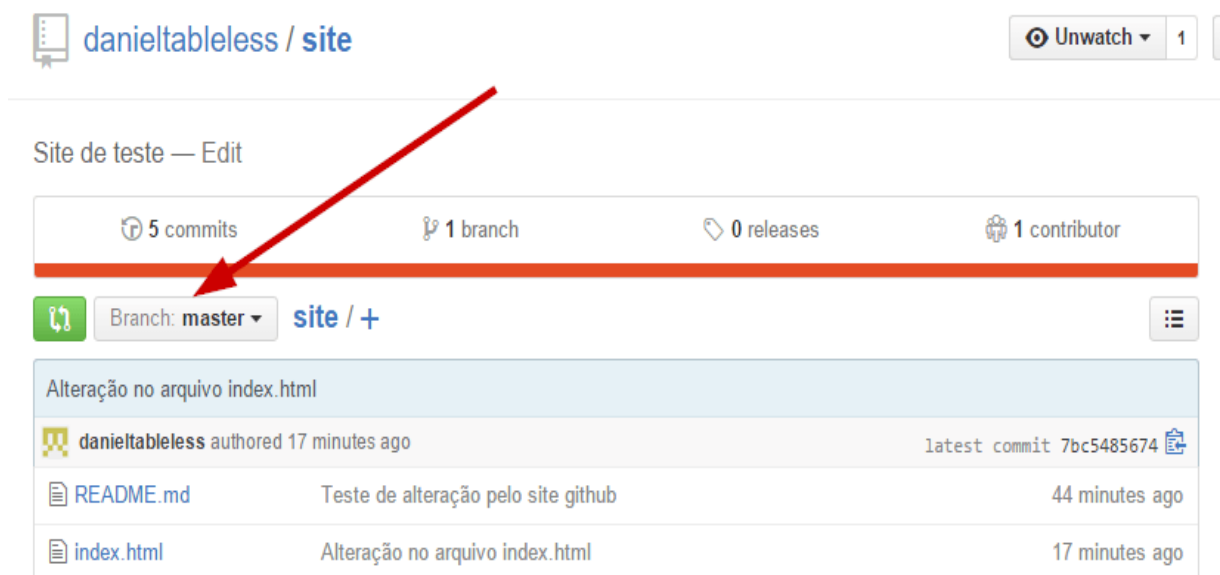 danieltableless / site
Unwatch 1
Site de teste — Edit
5 commits 1 branch 0 releases 1 contributor
Branch: master site / +
Alteração no arquivo index.html
danieltableless authored 17 minutes ago latest commit 7bc5485674
README.md Teste de alteração pelo site github 44 minutes ago
index.html Alteração no arquivo index.html 17 minutes ago